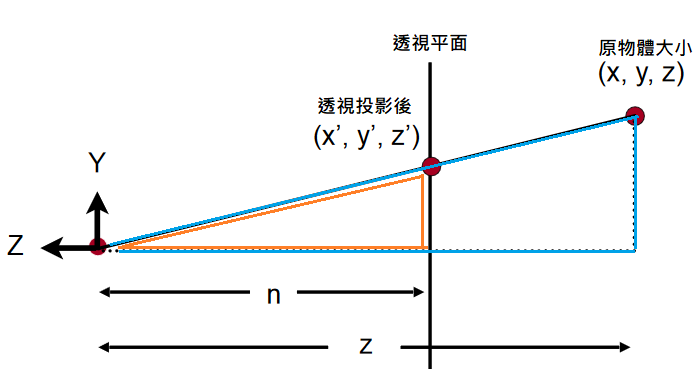 透視平面
原物體大小
(x, y, z)
透視投影後
(x’, y’, z’)
Y
Z
n
z